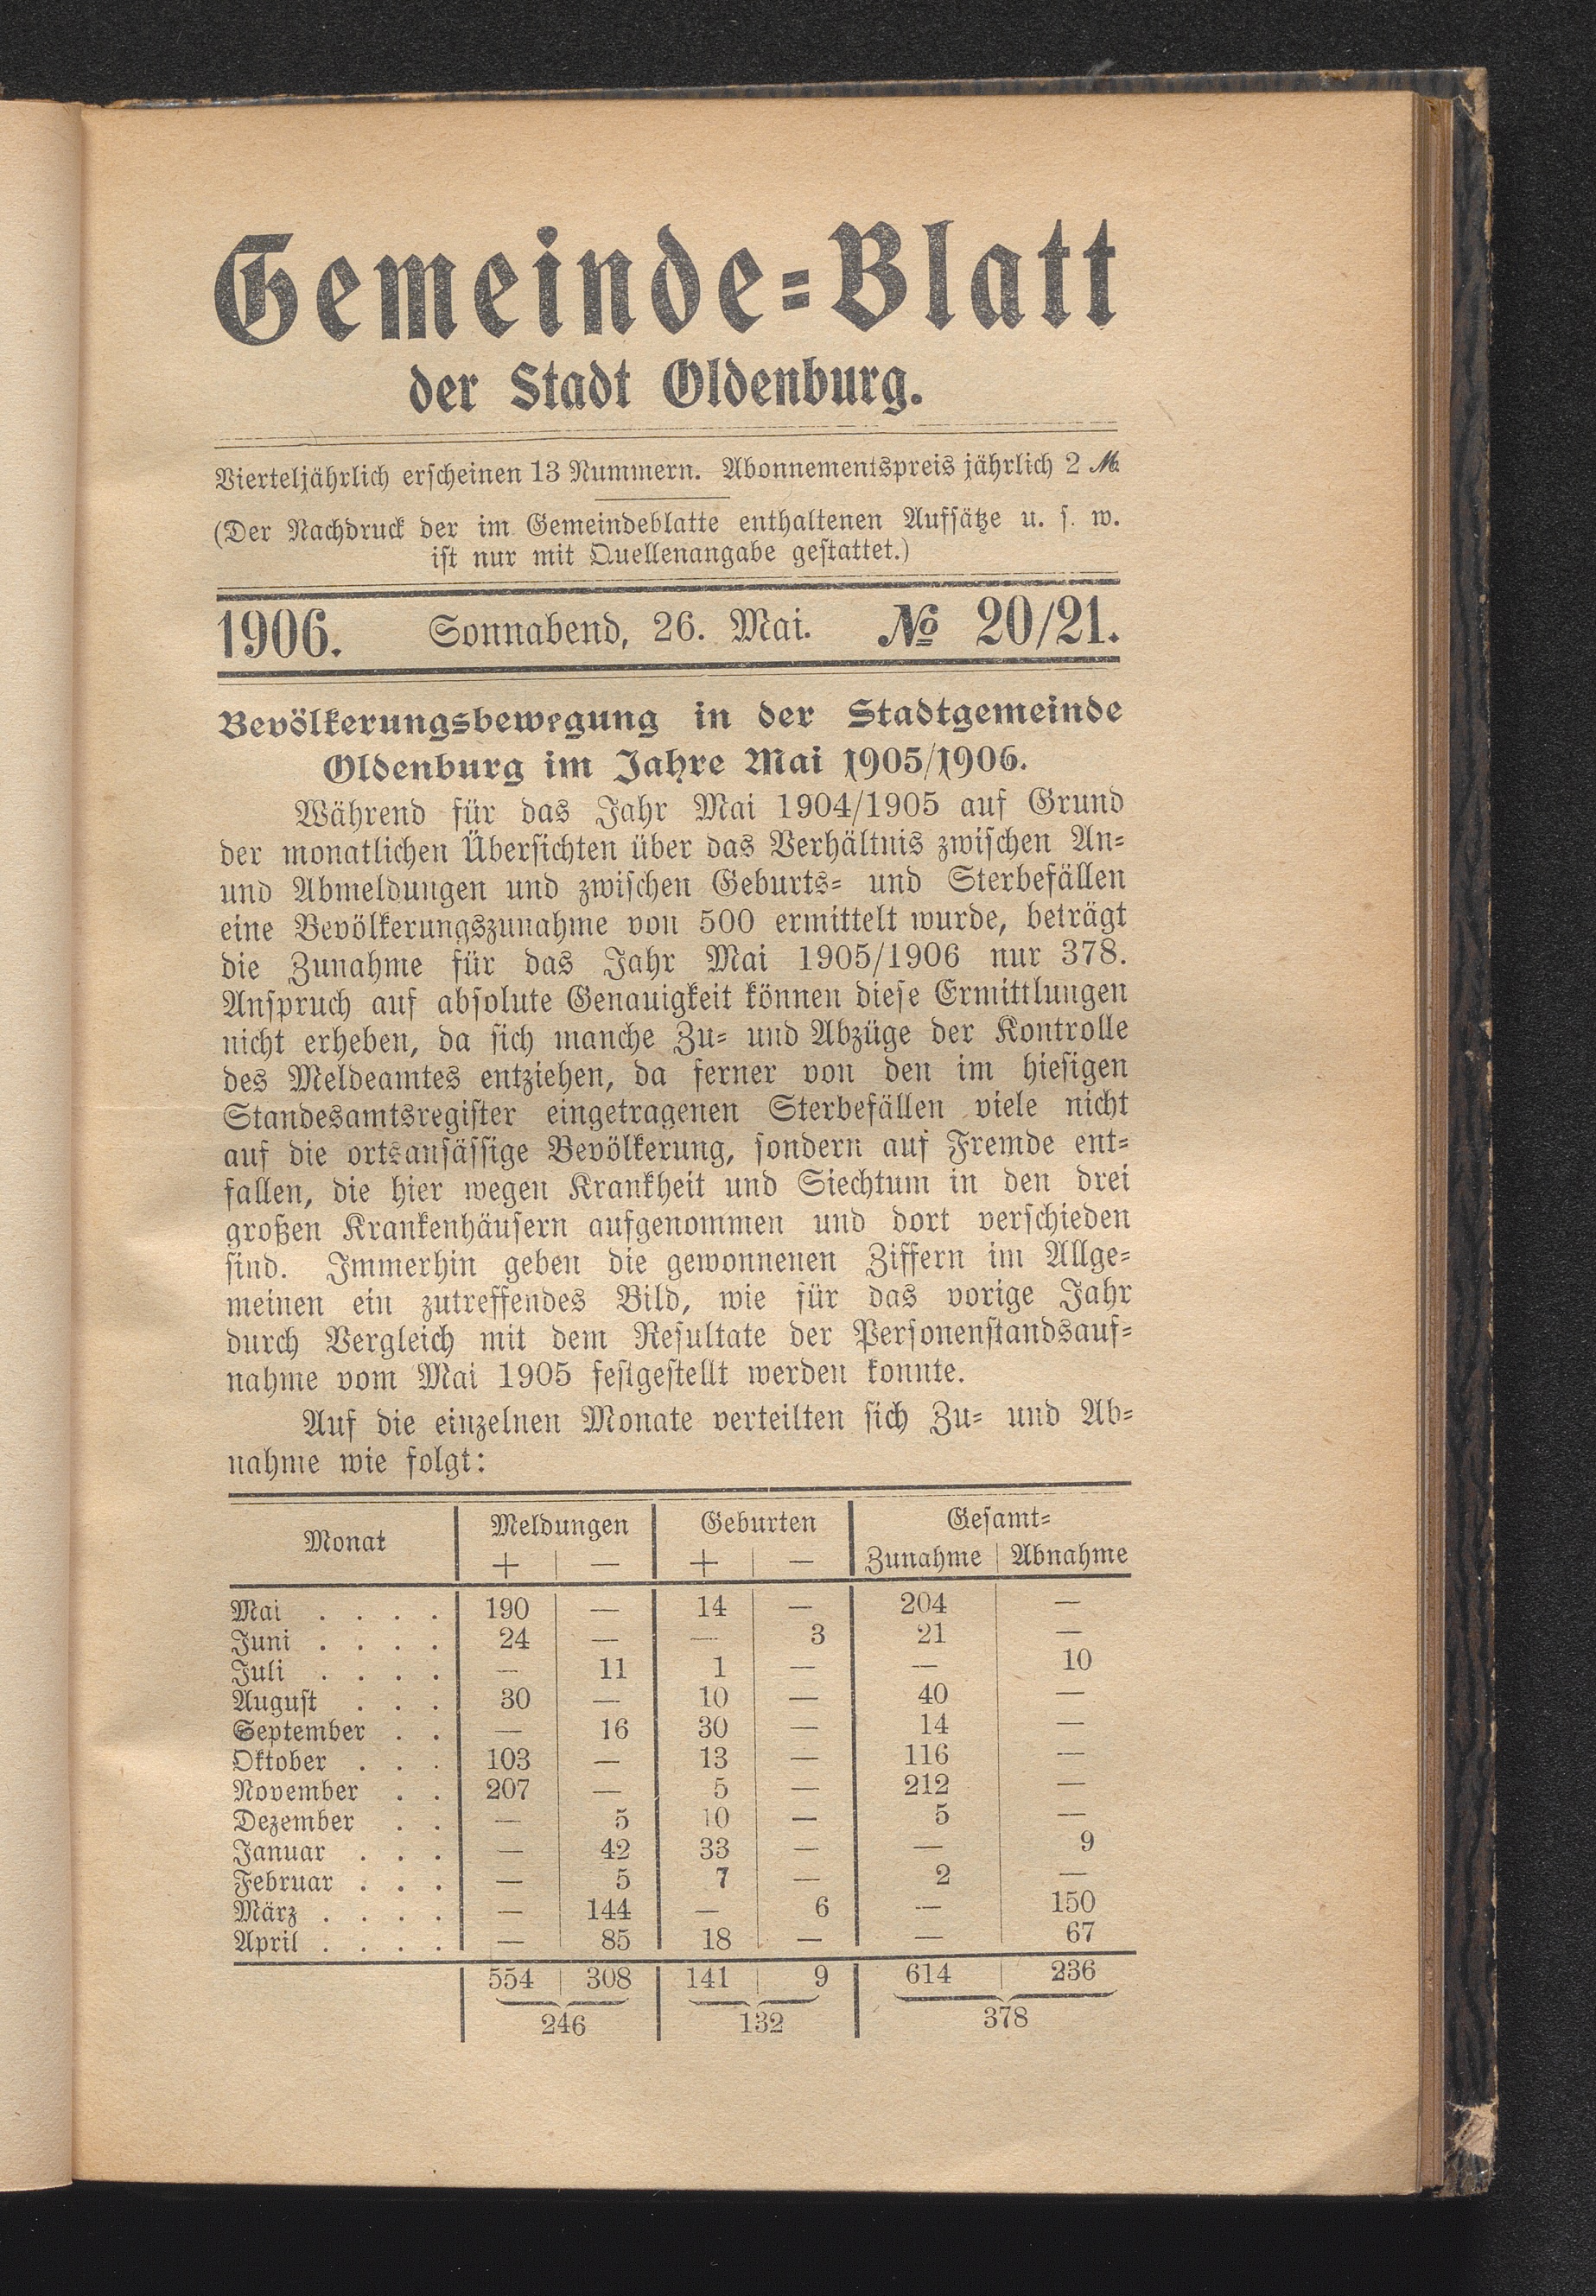 Gemeinde-Blatt
der Stadt Oldenburg.
Vierteljährlich erscheinen 13 Nummern. Abonnementspreis jährlich 2 ℳ.
(Der Nachdruck der im Gemeindeblatte enthaltenen Aufsätze u. s. w.
ist nur mit Quellenangabe gestattet.)
1906. Sonnabend, 26. Mai. № 20/21.
Bevölkerungsbewegung in der Stadtgemeinde
Oldenburg im Jahre Mai 1905/1906.
Während für das Jahr Mai 1904/1905 auf Grund
der monatlichen Übersichten über das Verhältnis zwischen An-
und Abmeldungen und zwischen Geburts- und Sterbefällen
eine Bevölkerungszunahme von 500 ermittelt wurde, beträgt
die Zunahme für das Jahr Mai 1905/1906 nur 378.
Anspruch auf absolute Genauigkeit können diese Ermittlungen
nicht erheben, da sich manche Zu- und Abzüge der Kontrolle
des Meldeamtes entziehen, da ferner von den im hiesigen
Standesamtsregister eingetragenen Sterbefällen viele nicht
auf die ortsansässige Bevölkerung, sondern auf Fremde ent-
fallen, die hier wegen Krankheit und Siechtum in den drei
großen Krankenhäusern aufgenommen und dort verschieden
sind. Immerhin geben die gewonnenen Ziffern im Allge-
meinen ein zutreffendes Bild, wie für das vorige Jahr
durch Vergleich mit dem Resultate der Personenstandsauf-
nahme vom Mai 1905 festgestellt werden konnte.
Auf die einzelnen Monate verteilten sich Zu- und Ab-
nahme wie folgt:
Monat Meldungen Geburten Gesamt-
+ — + — Zunahme Abnahme
Mai . . . . 190 — 14 — 204 —
Juni . . . . 24 — — 3 21 —
Juli . . . . — 11 1 — — 10
August . . . 30 — 10 — 40 —
September . . — 16 30 — 14 —
Oktober . . . 103 — 13 — 116 —
November . . 207 — 5 — 212 —
Dezember . . — 5 10 — 5 —
Januar . . . — 42 33 — — 9
Februar . . . — 5 7 — 2 —
März . . . . — 144 — 6 — 150
April . . . . — 85 18 — — 67
554 308 141 9 614 236
246 132 378